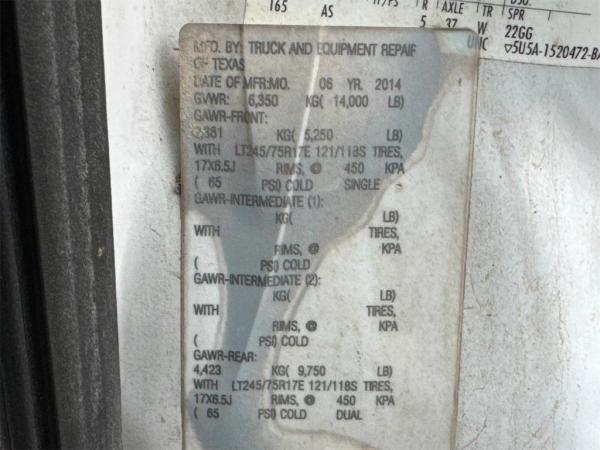 165 AS R AXLE TR SPR
5 37 W 22GG
UNC ▽5U5A-1520472-BA
MFD. BY: TRUCK AND EQUIPMENT REPAIR
OF TEXAS
DATE OF MFR:MO. 06 YR. 2014
GVWR: 6,350 KG( 14,000 LB)
GAWR-FRONT:
2,381 KG( 5,250 LB)
WITH LT245/75R17E 121/118S TIRES,
17X6.5J RIMS, @ 450 KPA
( 65 PSI) COLD SINGLE
GAWR-INTERMEDIATE (1):
KG( LB)
WITH TIRES,
RIMS, @ KPA
( PSI) COLD
GAWR-INTERMEDIATE (2):
KG( LB)
WITH TIRES,
RIMS, @ KPA
( PSI) COLD
GAWR-REAR:
4,423 KG( 9,750 LB)
WITH LT245/75R17E 121/118S TIRES,
17X6.5J RIMS, @ 450 KPA
( 65 PSI) COLD DUAL